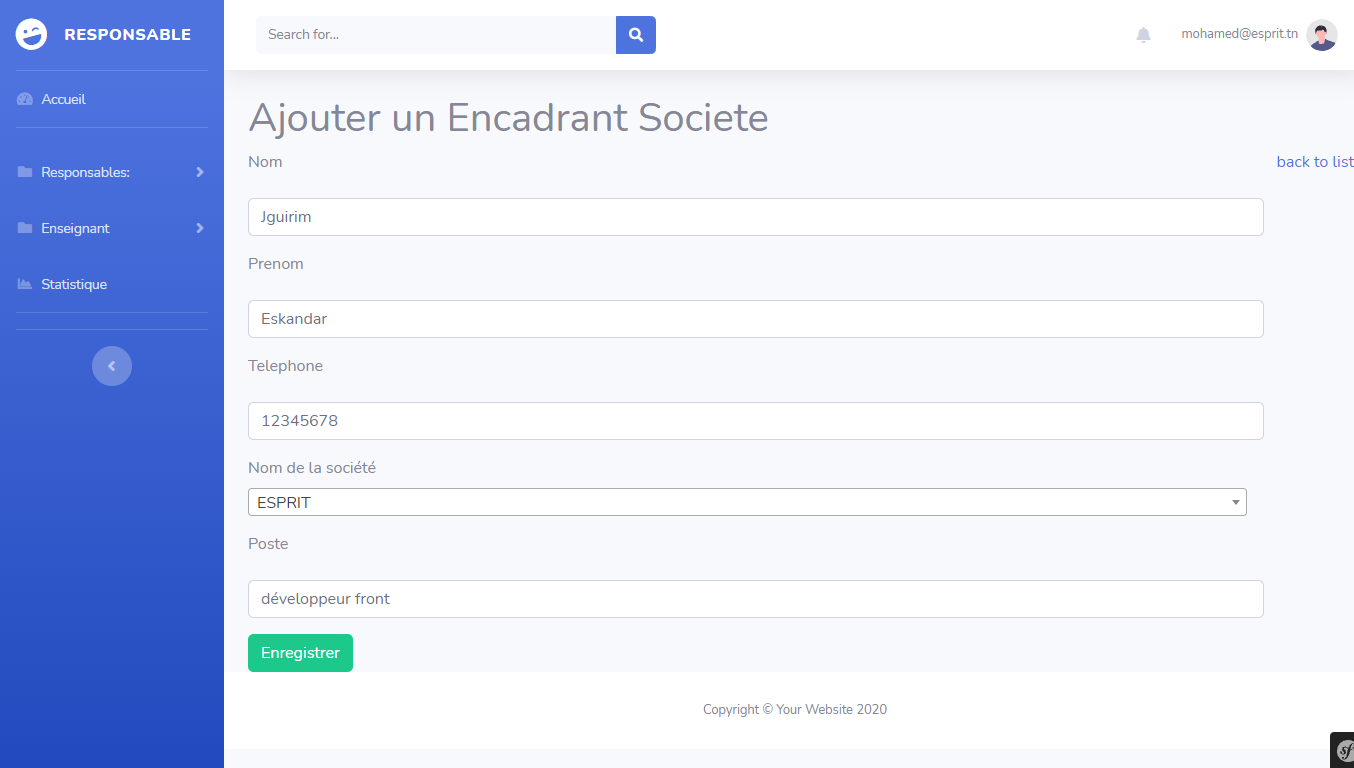 RESPONSABLE
Accueil
Responsables:
Enseignant
Statistique
Search for...
mohamed@esprit.tn
Ajouter un Encadrant Societe
Nom
back to list
Jguirim
Prenom
Eskandar
Telephone
12345678
Nom de la société
ESPRIT
Poste
développeur front
Enregistrer
Copyright © Your Website 2020
sf